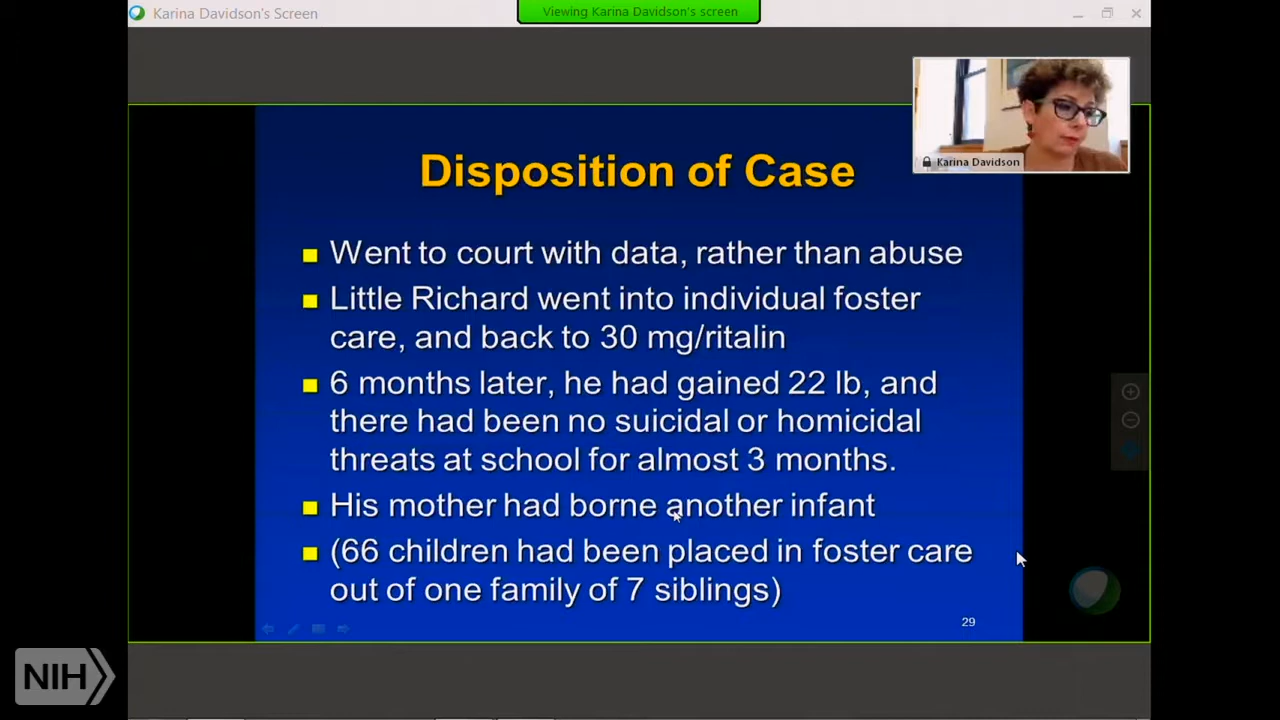 Karina Davidson's Screen
Viewing Karina Davidson's screen
Karina Davidson
Disposition of Case
Went to court with data, rather than abuse
Little Richard went into individual foster
care, and back to 30 mg/ritalin
6 months later, he had gained 22 lb, and
there had been no suicidal or homicidal
threats at school for almost 3 months.
His mother had borne another infant
(66 children had been placed in foster care
out of one family of 7 siblings)
29
NIH